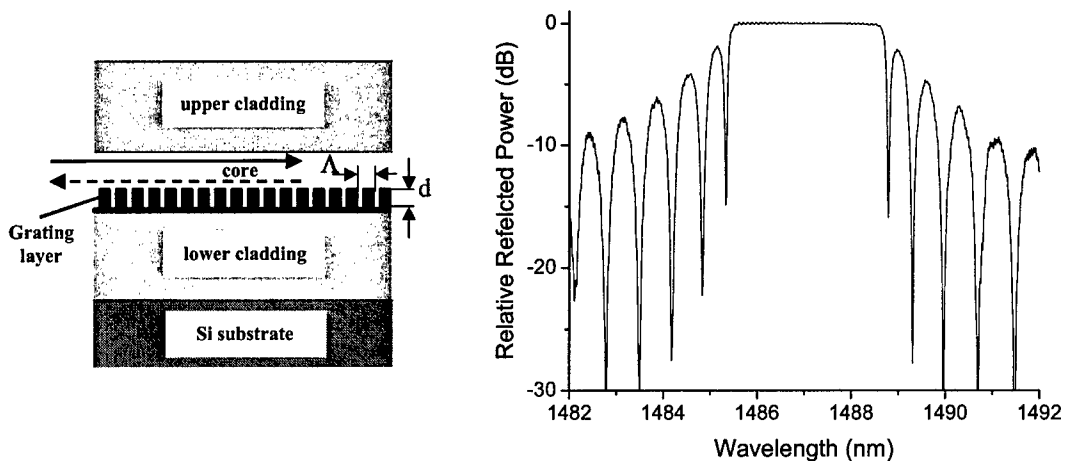 upper cladding
Λ
core
d
Grating
layer
lower cladding
Si substrate
Relative Refelcted Power (dB)
0
-10
-20
-30
1482 1484 1486 1488 1490 1492
Wavelength (nm)